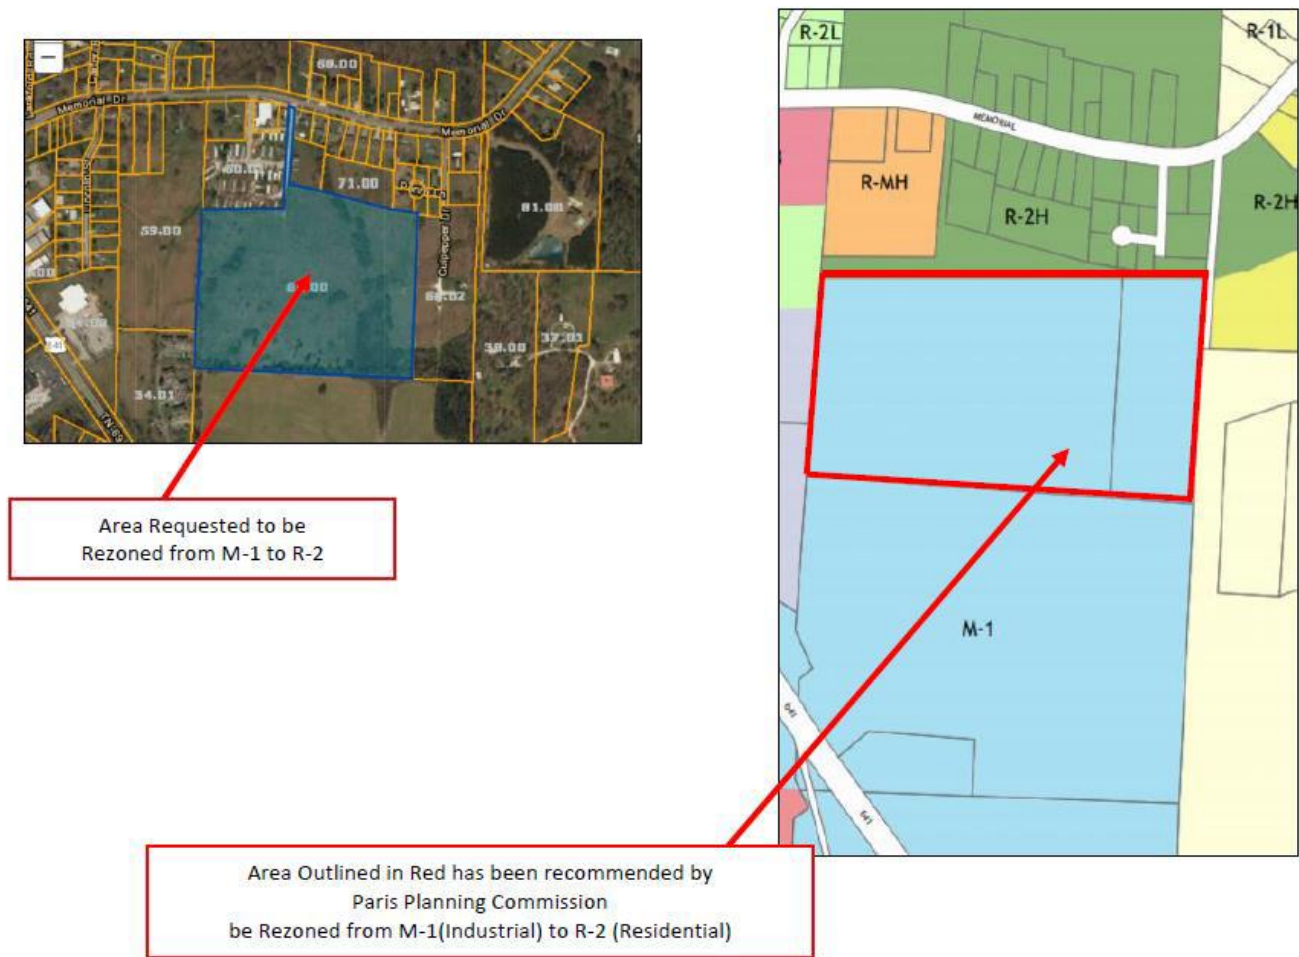 69.00
Memorial Dr
Memorial Dr
71.00
81.00
59.00
Culpepper Dr
68.02
38.00
37.01
34.01
641
TN-69
Area Requested to be
Rezoned from M-1 to R-2
R-2L
R-1L
MEMORIAL
R-MH
R-2H
R-2H
M-1
641
641
Area Outlined in Red has been recommended by
Paris Planning Commission
be Rezoned from M-1(Industrial) to R-2 (Residential)